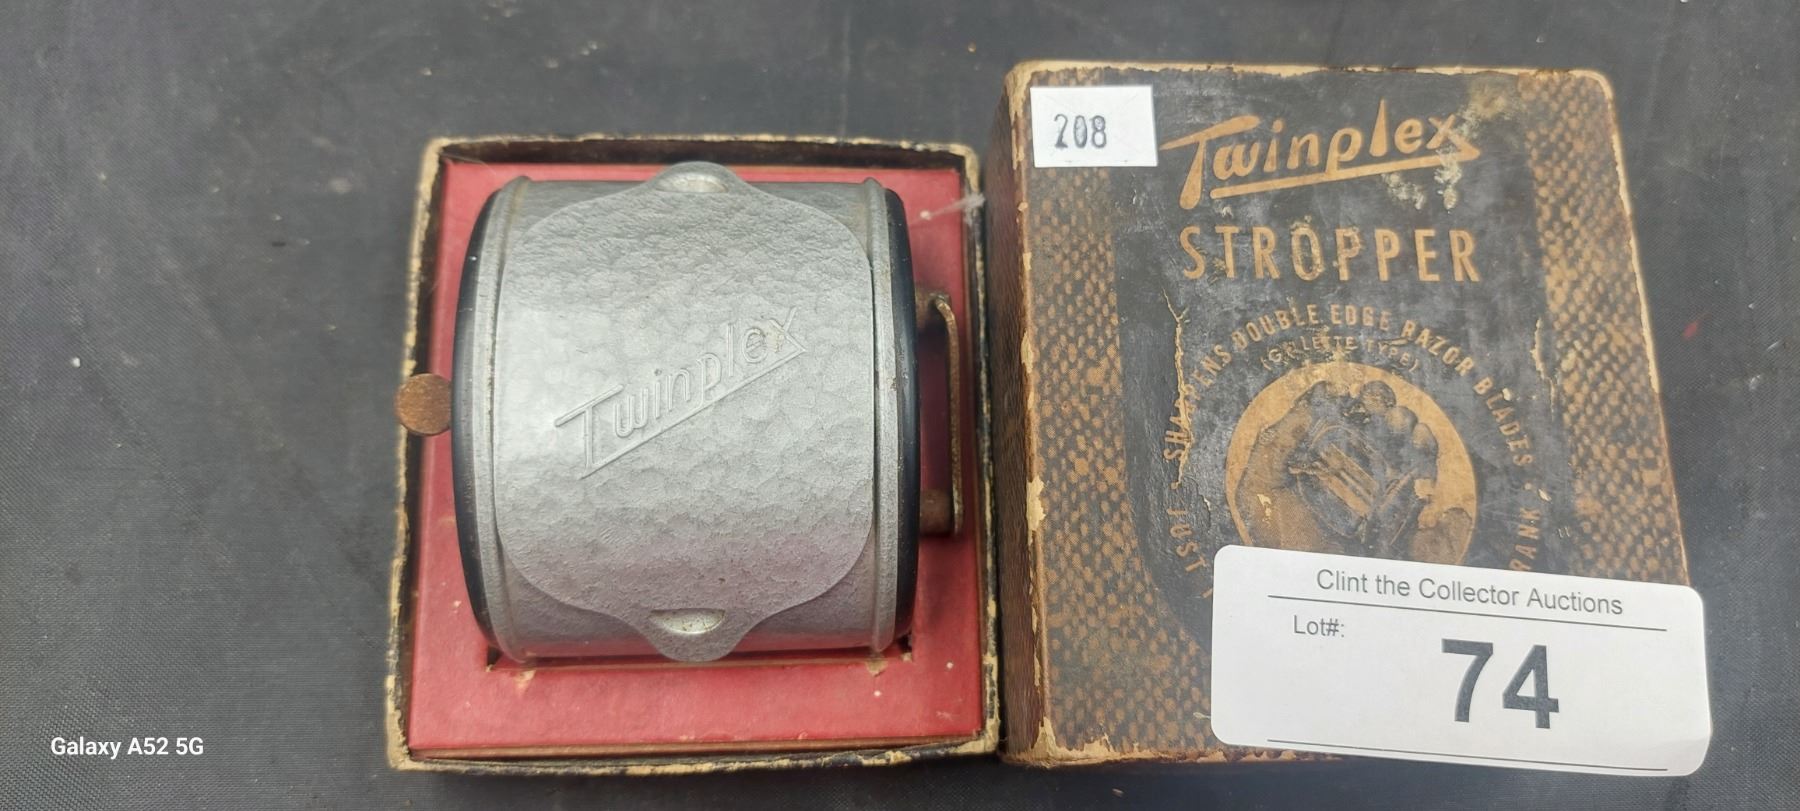 Twinplex
208
Twinplex
STROPPER
JUST · SHARPENS DOUBLE EDGE RAZOR BLADES ·
(GILLETTE TYPE)
Clint the Collector Auctions
Lot#:
74
Galaxy A52 5G